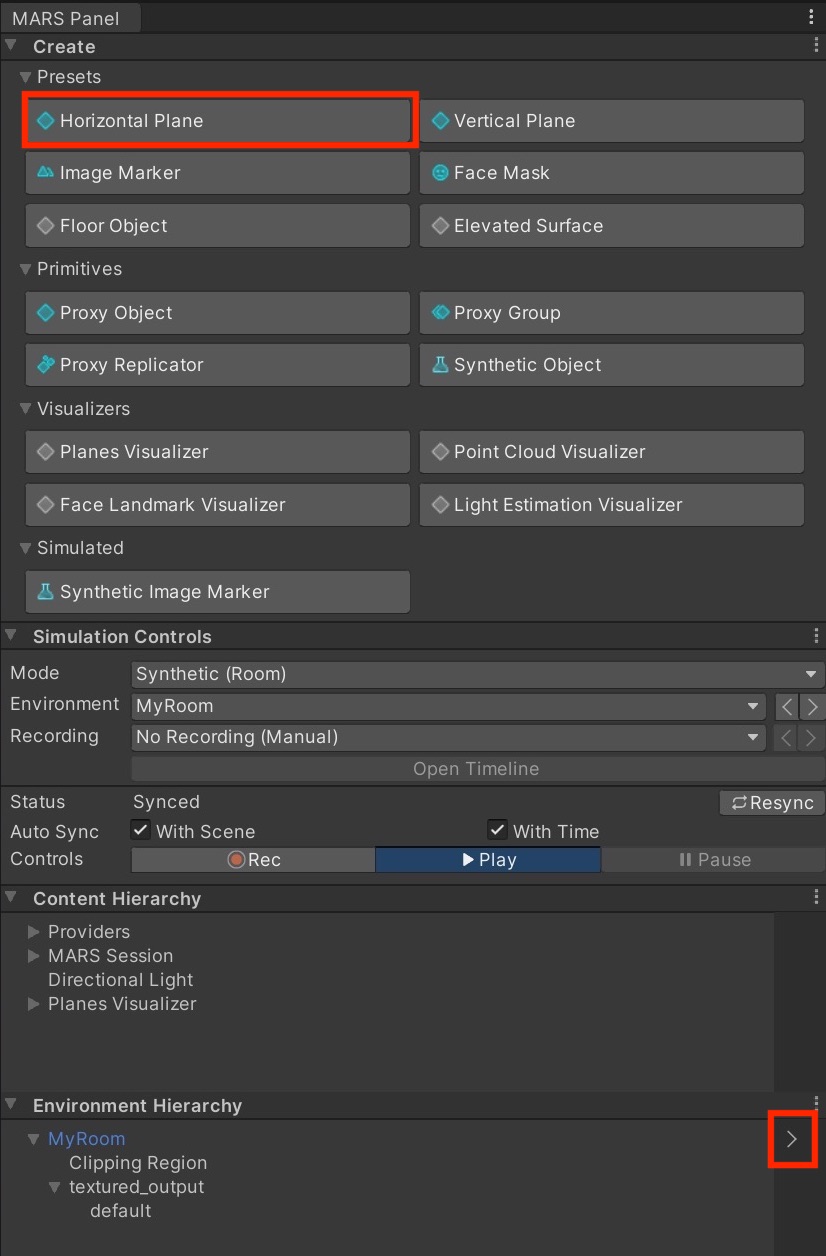 MARS Panel
Create
Presets
Horizontal Plane Vertical Plane
Image Marker Face Mask
Floor Object Elevated Surface
Primitives
Proxy Object Proxy Group
Proxy Replicator Synthetic Object
Visualizers
Planes Visualizer Point Cloud Visualizer
Face Landmark Visualizer Light Estimation Visualizer
Simulated
Synthetic Image Marker
Simulation Controls
Mode Synthetic (Room)
Environment MyRoom
Recording No Recording (Manual)
Open Timeline
Status Synced Resync
Auto Sync With Scene With Time
Controls Rec Play Pause
Content Hierarchy
Providers
MARS Session
Directional Light
Planes Visualizer
Environment Hierarchy
MyRoom
Clipping Region
textured_output
default